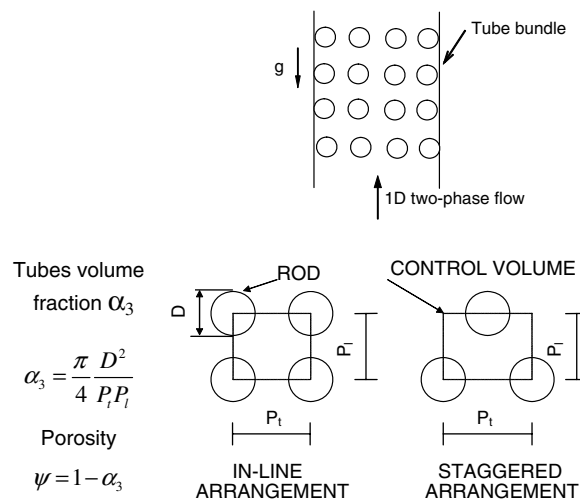 Tube bundle
g
1D two-phase flow
Tubes volume
fraction α₃
α₃ = π/4 D²/PₜPₗ
Porosity
ψ = 1 − α₃
ROD
D
Pₗ
Pₜ
IN-LINE
ARRANGEMENT
CONTROL VOLUME
Pₗ
Pₜ
STAGGERED
ARRANGEMENT